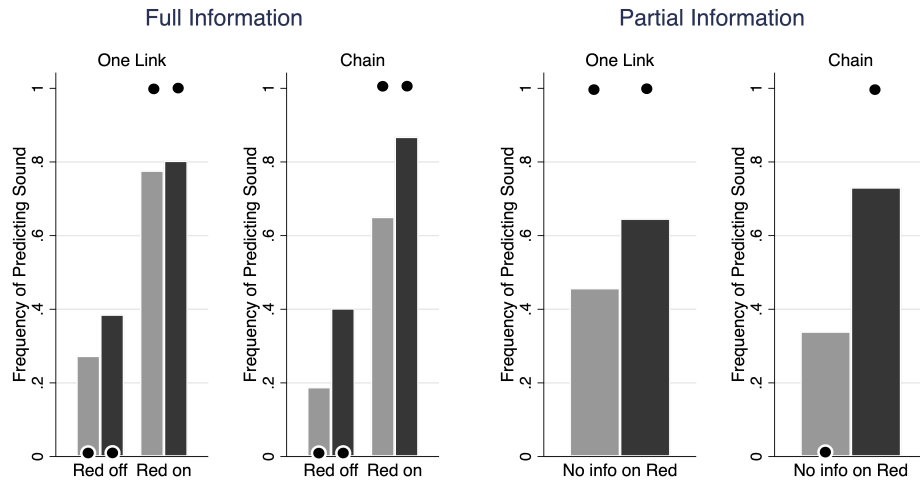 Full Information
Partial Information
One Link
Frequency of Predicting Sound
1
.8
.6
.4
.2
0
Red off Red on
Chain
Frequency of Predicting Sound
1
.8
.6
.4
.2
0
Red off Red on
One Link
Frequency of Predicting Sound
1
.8
.6
.4
.2
0
No info on Red
Chain
Frequency of Predicting Sound
1
.8
.6
.4
.2
0
No info on Red